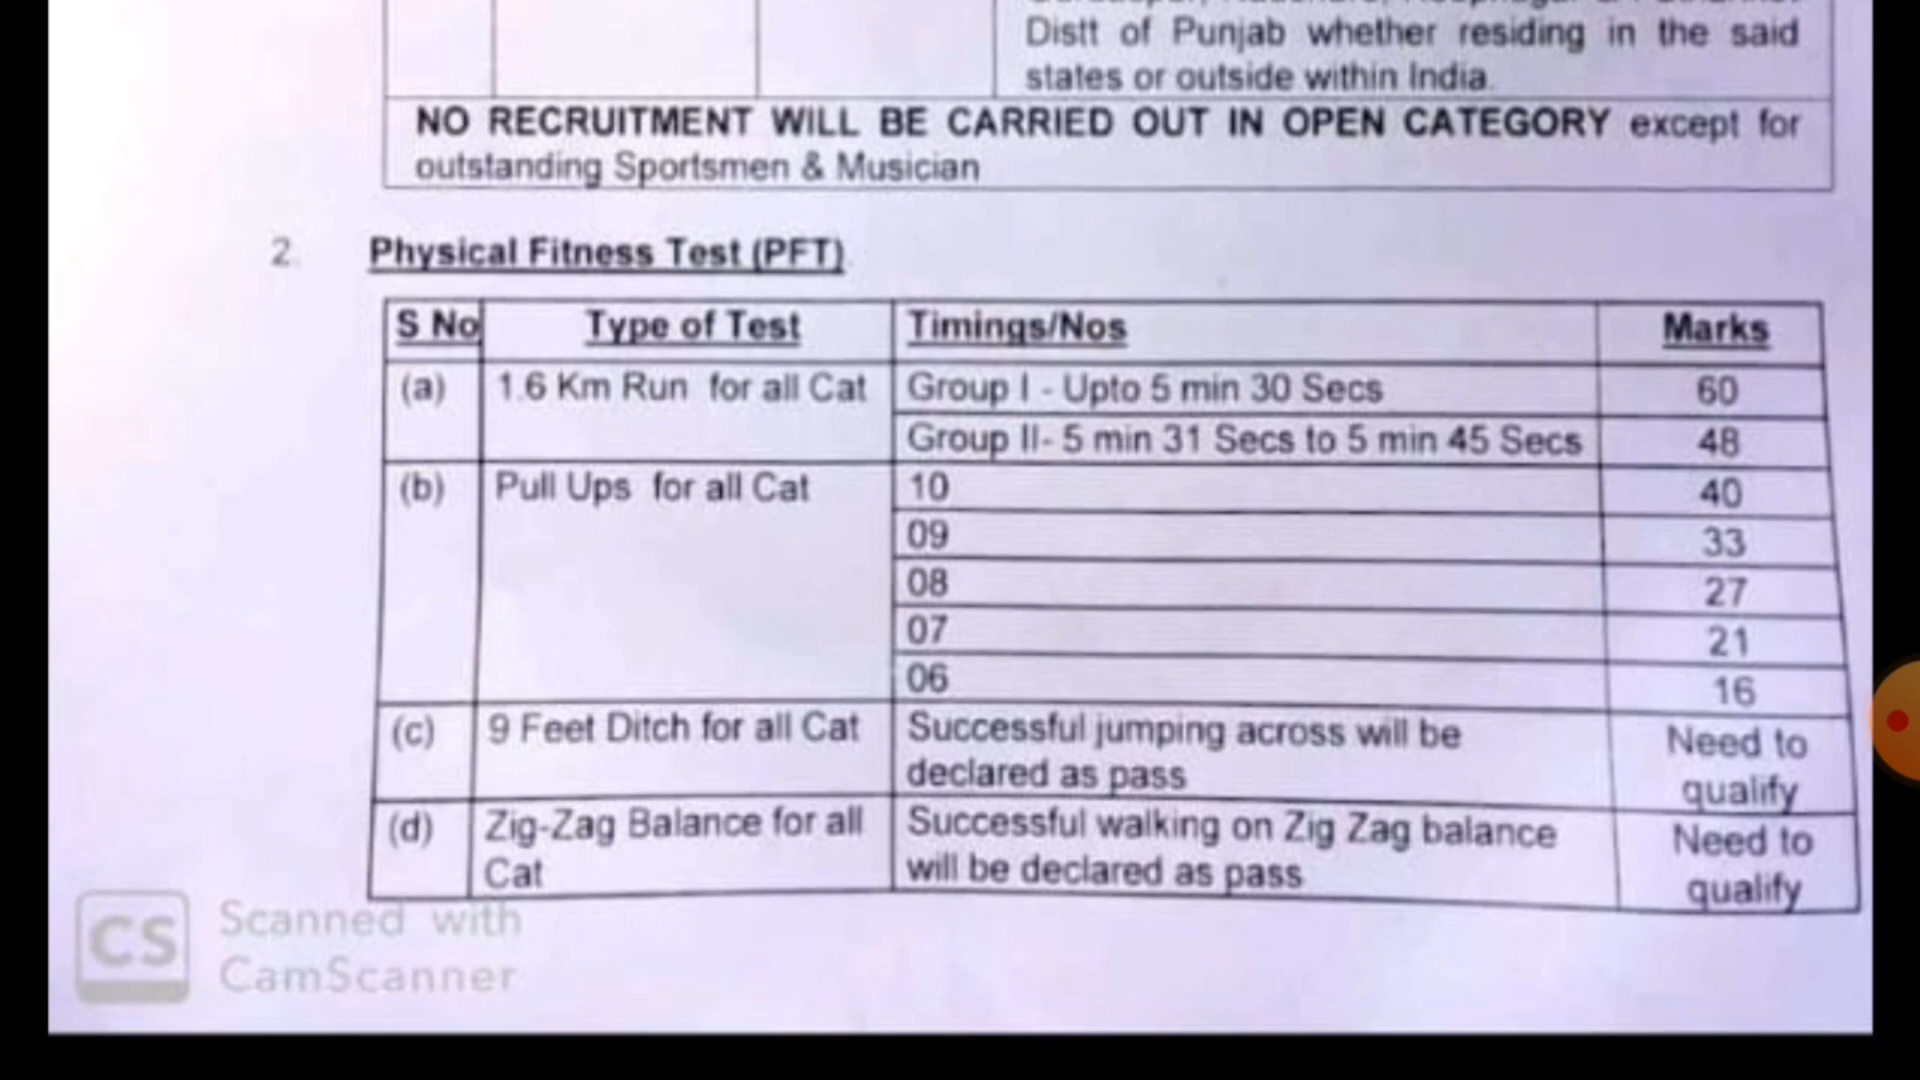 Distt of Punjab whether residing in the said
states or outside within India.
NO RECRUITMENT WILL BE CARRIED OUT IN OPEN CATEGORY except for
outstanding Sportsmen & Musician
2. Physical Fitness Test (PFT)
S No Type of Test Timings/Nos Marks
(a) 1.6 Km Run for all Cat Group I - Upto 5 min 30 Secs 60
Group II- 5 min 31 Secs to 5 min 45 Secs 48
(b) Pull Ups for all Cat 10 40
09 33
08 27
07 21
06 16
(c) 9 Feet Ditch for all Cat Successful jumping across will be Need to
declared as pass qualify
(d) Zig-Zag Balance for all Successful walking on Zig Zag balance Need to
Cat will be declared as pass qualify
CS Scanned with
CamScanner